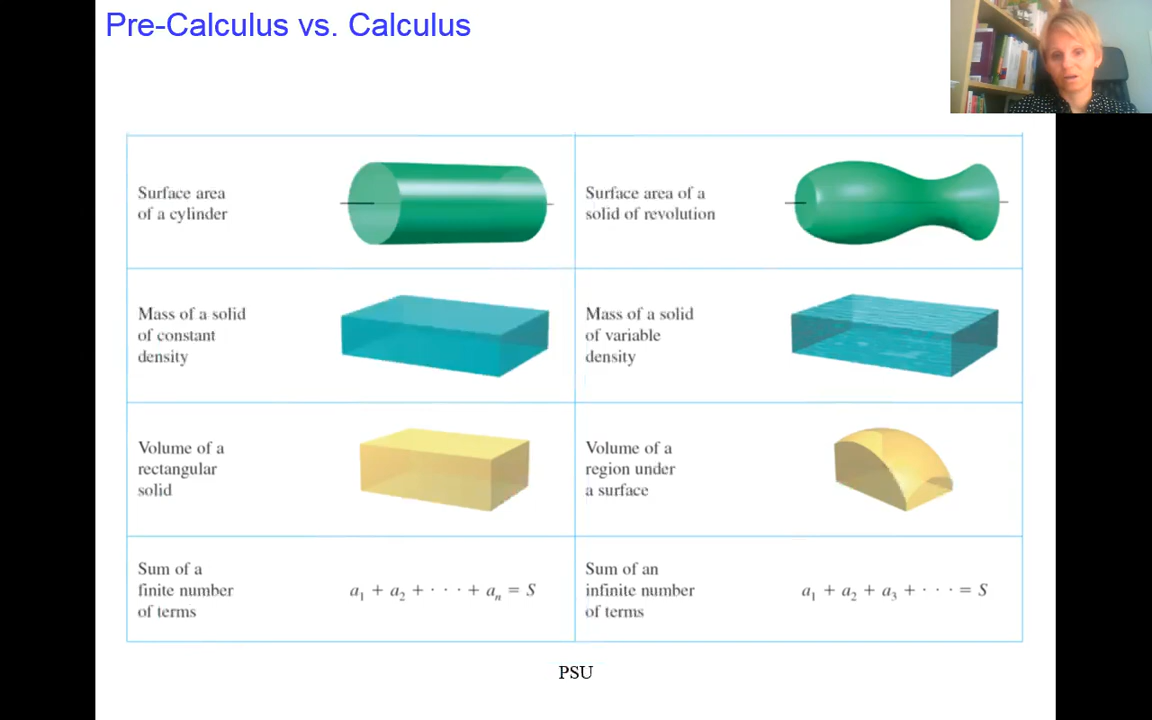 Pre-Calculus vs. Calculus
Surface area
of a cylinder
Surface area of a
solid of revolution
Mass of a solid
of constant
density
Mass of a solid
of variable
density
Volume of a
rectangular
solid
Volume of a
region under
a surface
Sum of a
finite number
of terms
a₁ + a₂ + · · · + aₙ = S
Sum of an
infinite number
of terms
a₁ + a₂ + a₃ + · · · = S
PSU